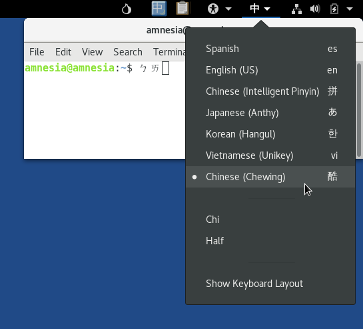 中
amnesia@
File Edit View Search Termina
amnesia@amnesia:~$ ㄅㄞ
Spanish es
English (US) en
Chinese (Intelligent Pinyin) 拼
Japanese (Anthy) あ
Korean (Hangul) 한
Vietnamese (Unikey) vi
Chinese (Chewing) 酷
Chi
Half
Show Keyboard Layout